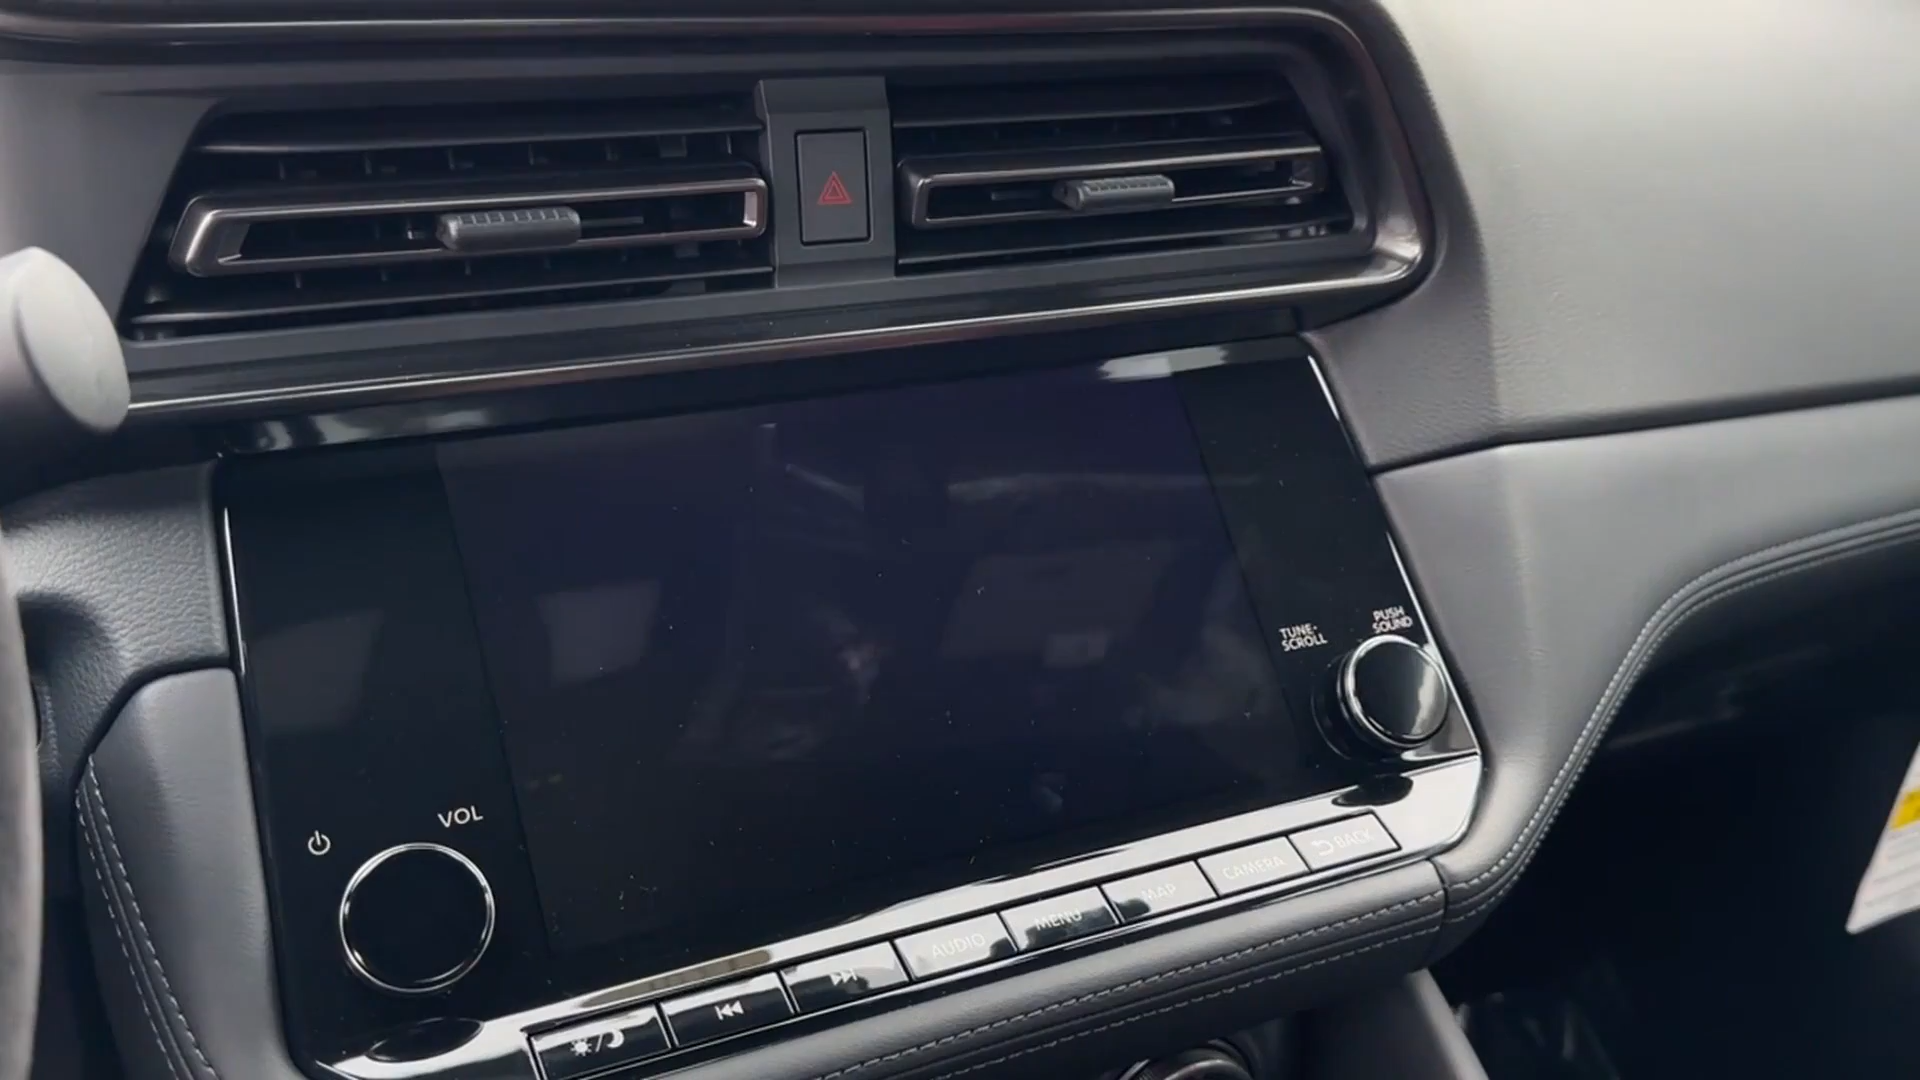 TUNE·
SCROLL
PUSH
SOUND
VOL
AUDIO
MENU
MAP
CAMERA
BACK